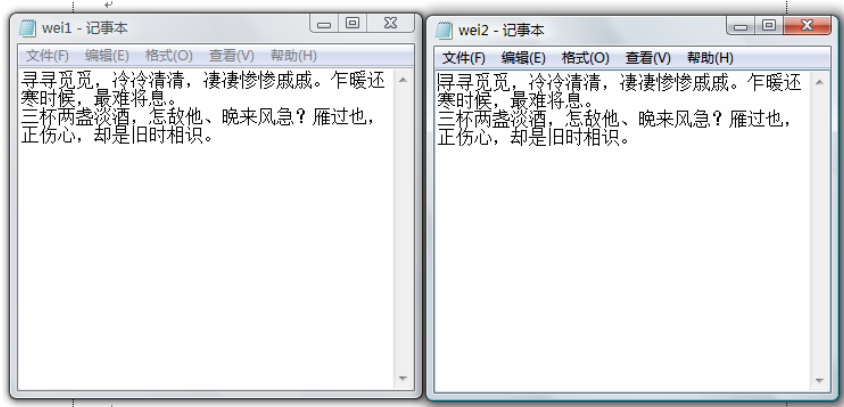 wei1 - 记事本
文件(F) 编辑(E) 格式(O) 查看(V) 帮助(H)
寻寻觅觅，冷冷清清，凄凄惨惨戚戚。乍暖还
寒时候，最难将息。
三杯两盏淡酒，怎敌他、晚来风急？雁过也，
正伤心，却是旧时相识。
wei2 - 记事本
文件(F) 编辑(E) 格式(O) 查看(V) 帮助(H)
寻寻觅觅，冷冷清清，凄凄惨惨戚戚。乍暖还
寒时候，最难将息。
三杯两盏淡酒，怎敌他、晚来风急？雁过也，
正伤心，却是旧时相识。